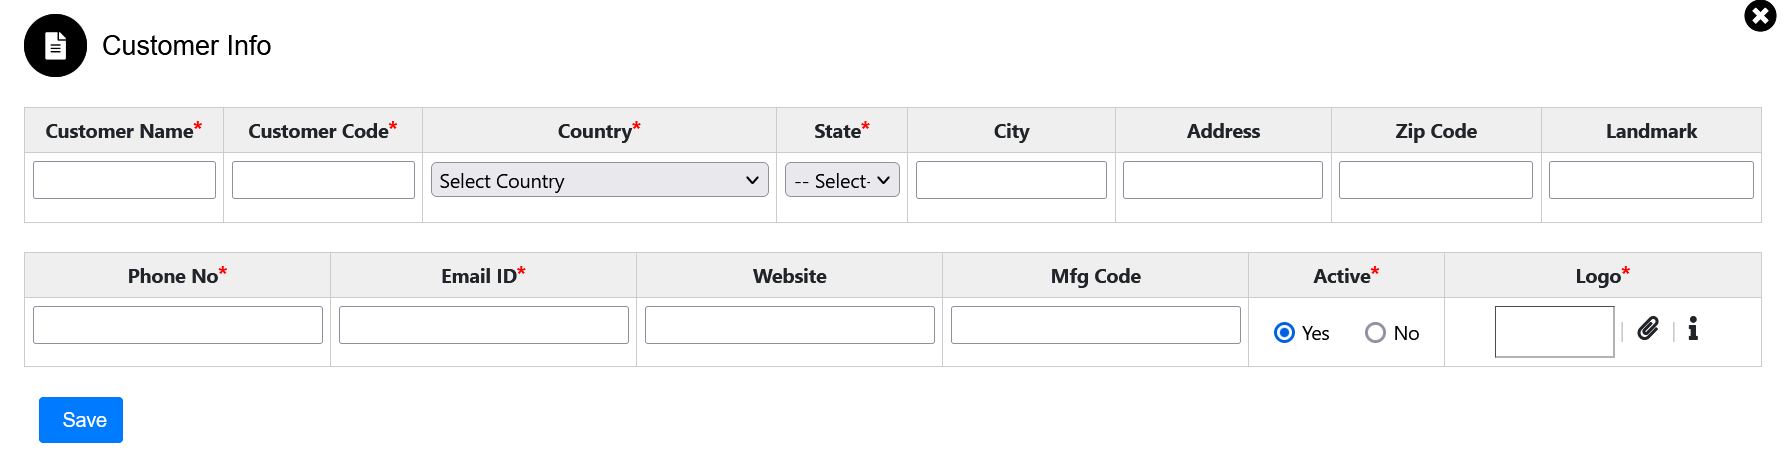 Customer Info
Customer Name* Customer Code* Country* State* City Address Zip Code Landmark
Select Country -- Select-
Phone No* Email ID* Website Mfg Code Active* Logo*
Yes No
Save